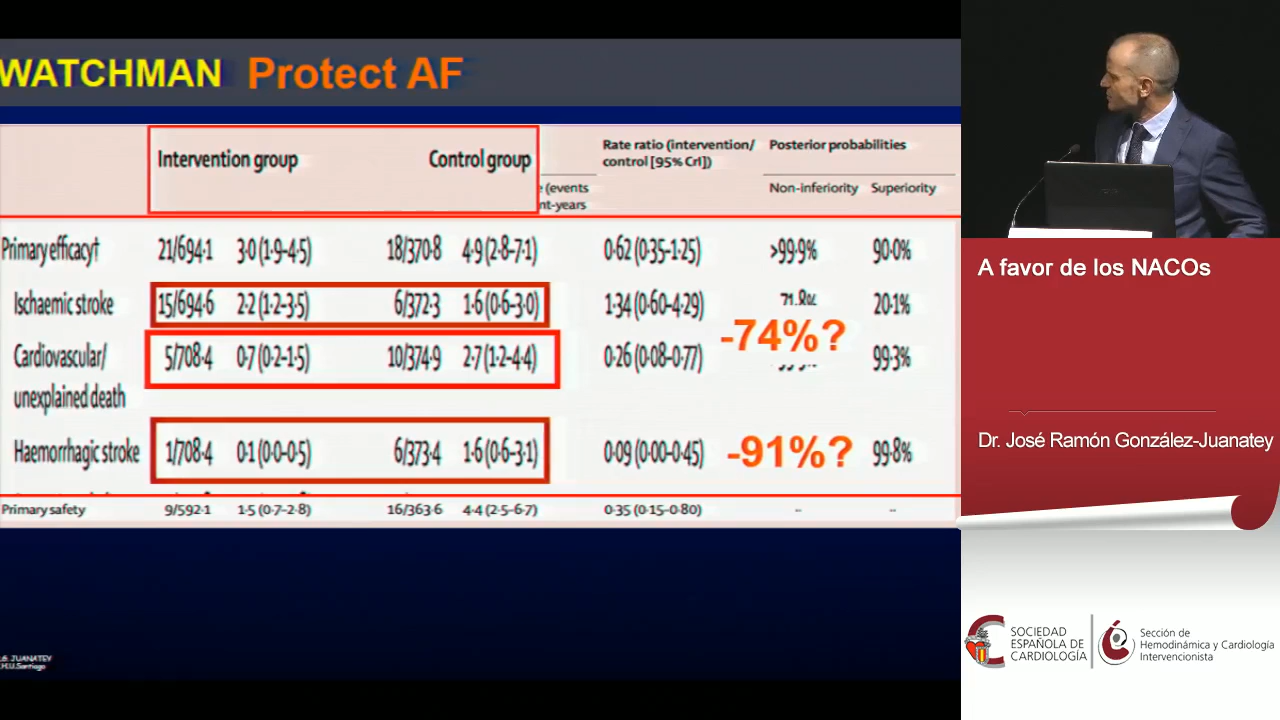 WATCHMAN Protect AF
Intervention group Control group
Rate ratio (intervention/
control [95% CrI])
Posterior probabilities
(events
nt-years
Non-inferiority Superiority
Primary efficacy† 21/694·1 3·0 (1·9–4·5) 18/370·8 4·9 (2·8–7·1) 0·62 (0·35–1·25) >99·9% 90·0%
Ischaemic stroke 15/694·6 2·2 (1·2–3·5) 6/372·3 1·6 (0·6–3·0) 1·34 (0·60–4·29) 20·1%
-74%?
Cardiovascular/ 5/708·4 0·7 (0·2–1·5) 10/374·9 2·7 (1·2–4·4) 0·26 (0·08–0·77) 99·3%
unexplained death
Haemorrhagic stroke 1/708·4 0·1 (0·0–0·5) 6/373·4 1·6 (0·6–3·1) 0·09 (0·00–0·45) -91%? 99·8%
Primary safety 9/592·1 1·5 (0·7–2·8) 16/363·6 4·4 (2·5–6·7) 0·35 (0·15–0·80) -- --
JUANATEY
H.U.Santiago
A favor de los NACOs
Dr. José Ramón González-Juanatey
SOCIEDAD
ESPAÑOLA DE
CARDIOLOGÍA
Sección de
Hemodinámica y Cardiología
Intervencionista